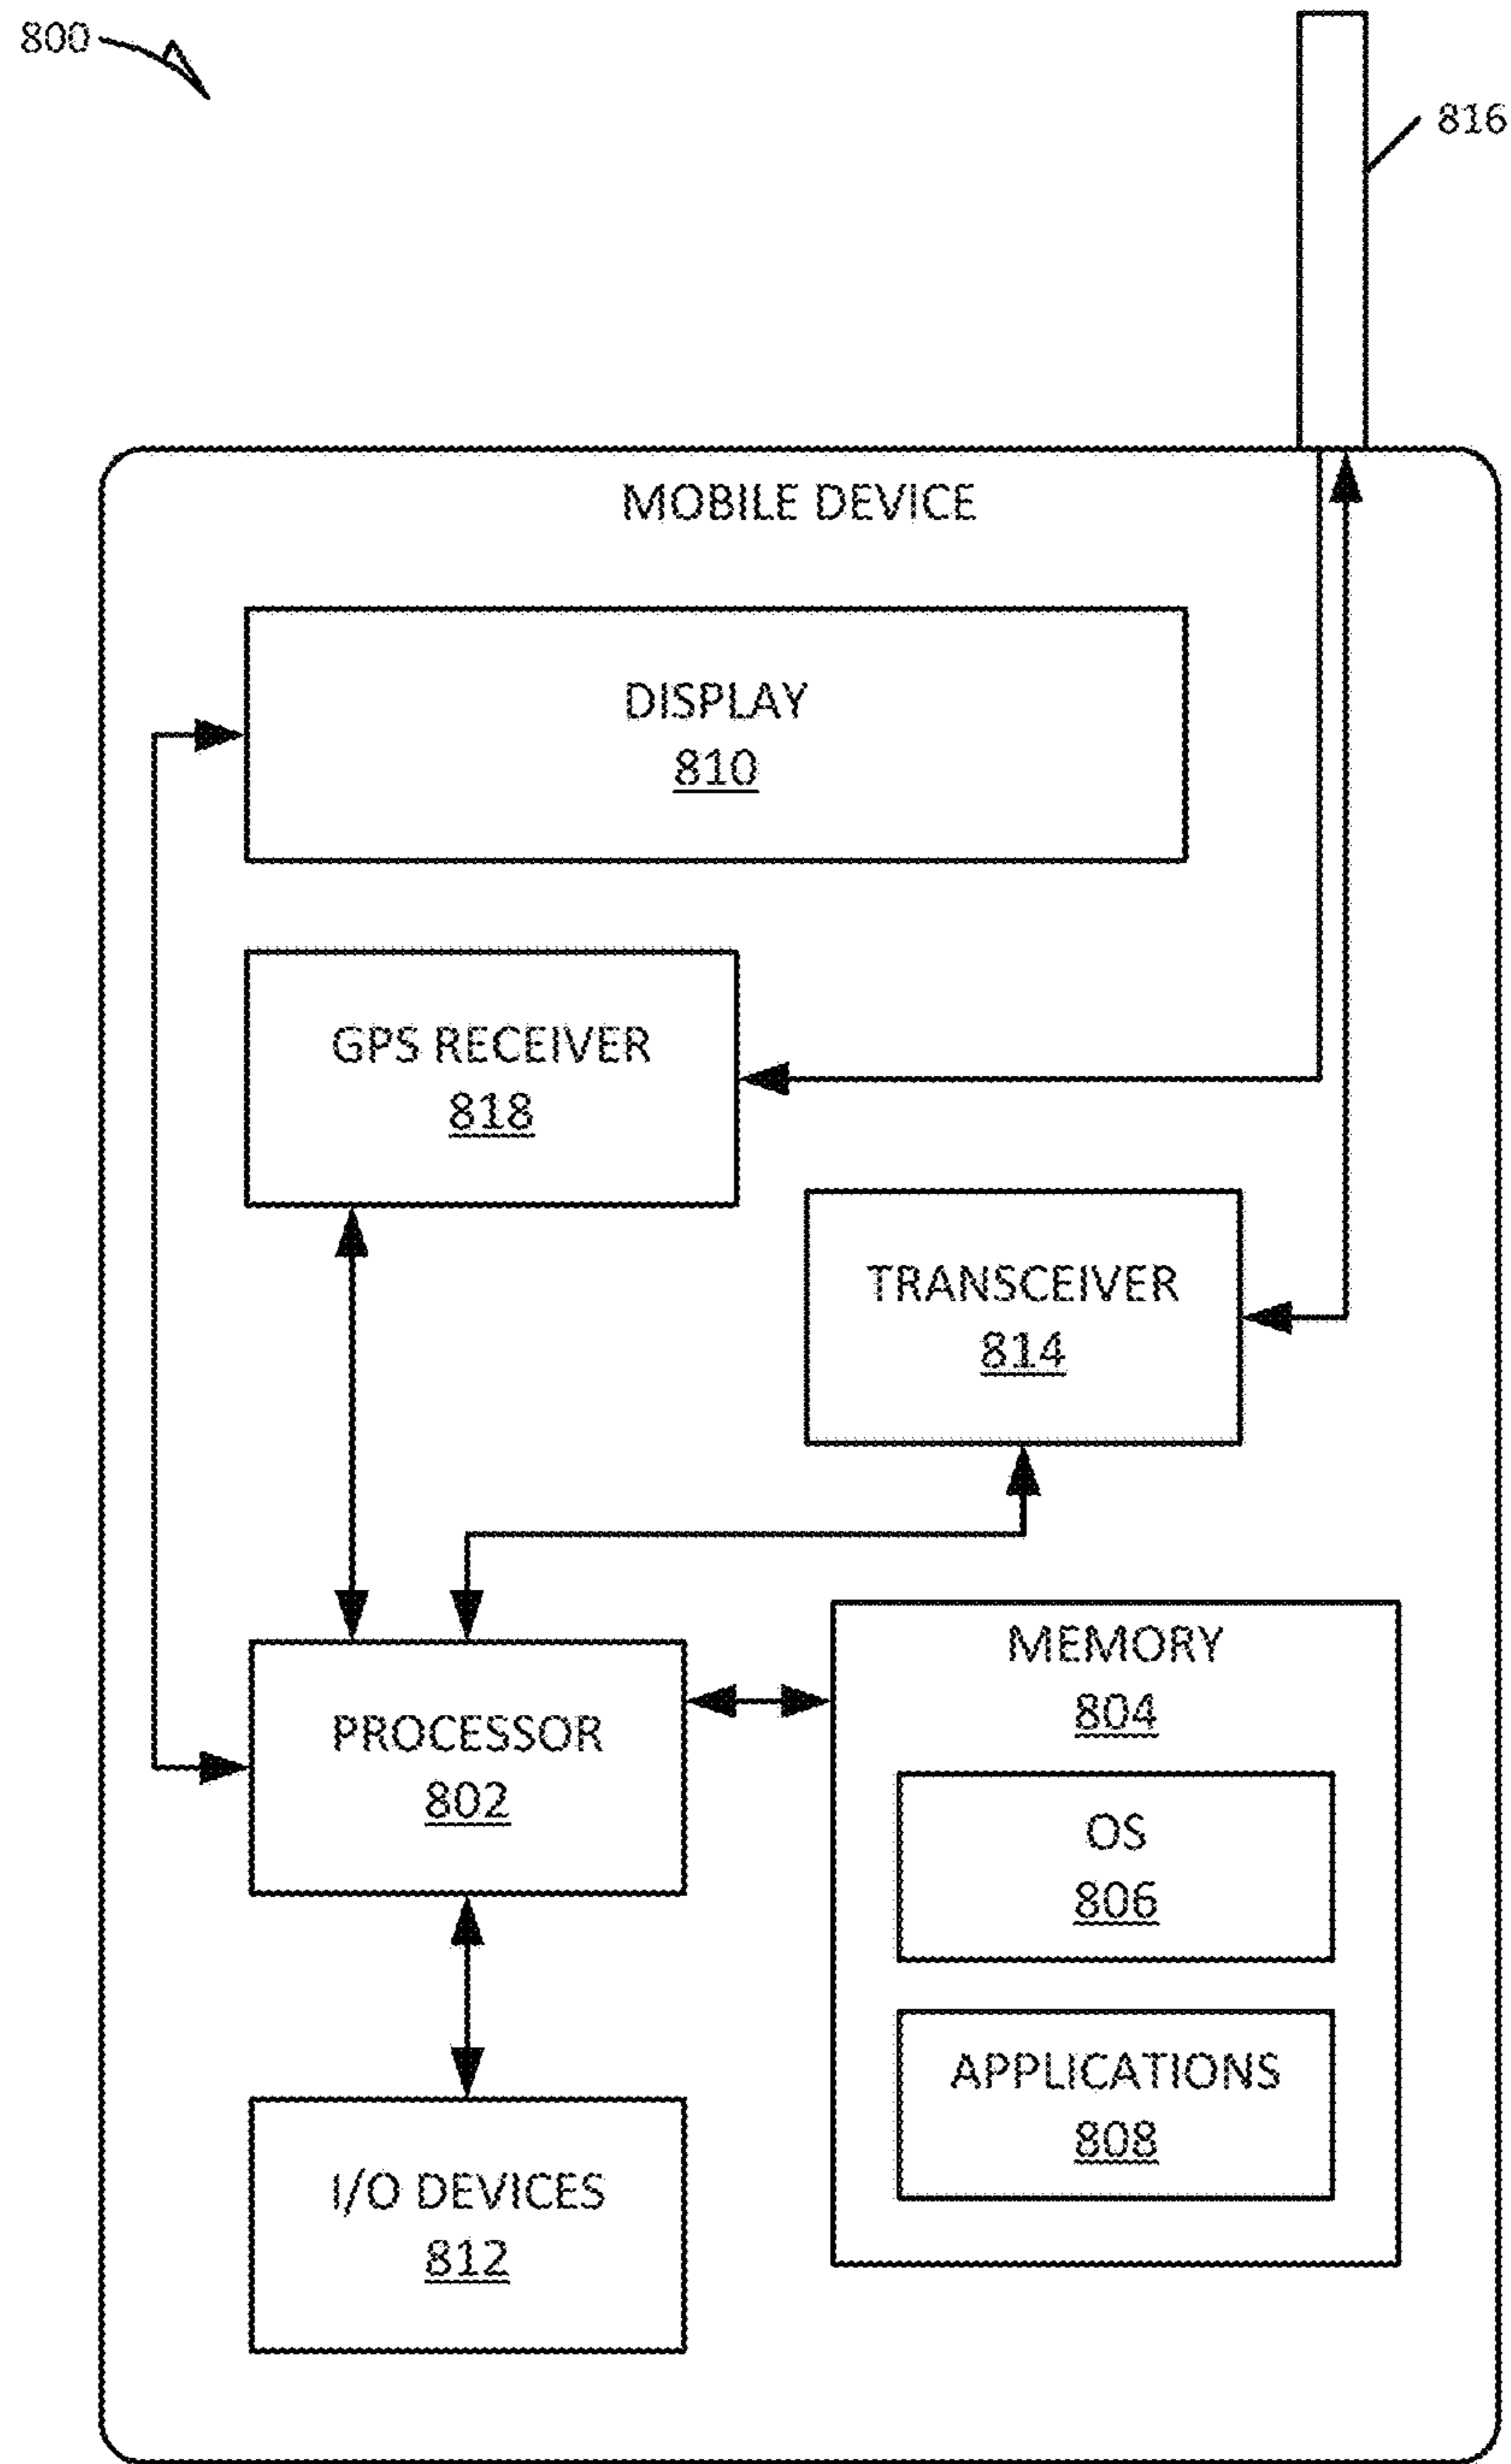 800
816
MOBILE DEVICE
DISPLAY
810
GPS RECEIVER
818
TRANSCEIVER
814
PROCESSOR
802
MEMORY
804
OS
806
APPLICATIONS
808
I/O DEVICES
812